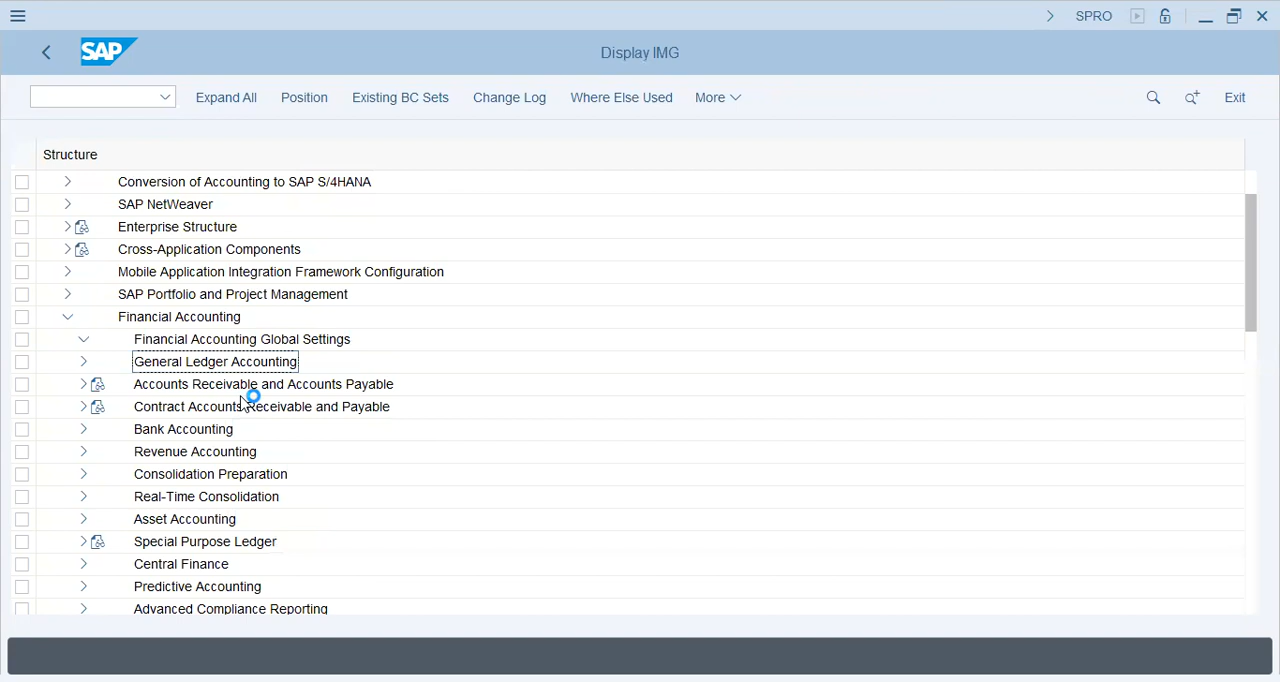 SPRO
SAP
Display IMG
Expand All Position Existing BC Sets Change Log Where Else Used More Exit
Structure
Conversion of Accounting to SAP S/4HANA
SAP NetWeaver
Enterprise Structure
Cross-Application Components
Mobile Application Integration Framework Configuration
SAP Portfolio and Project Management
Financial Accounting
Financial Accounting Global Settings
General Ledger Accounting
Accounts Receivable and Accounts Payable
Contract Accounts Receivable and Payable
Bank Accounting
Revenue Accounting
Consolidation Preparation
Real-Time Consolidation
Asset Accounting
Special Purpose Ledger
Central Finance
Predictive Accounting
Advanced Compliance Reporting